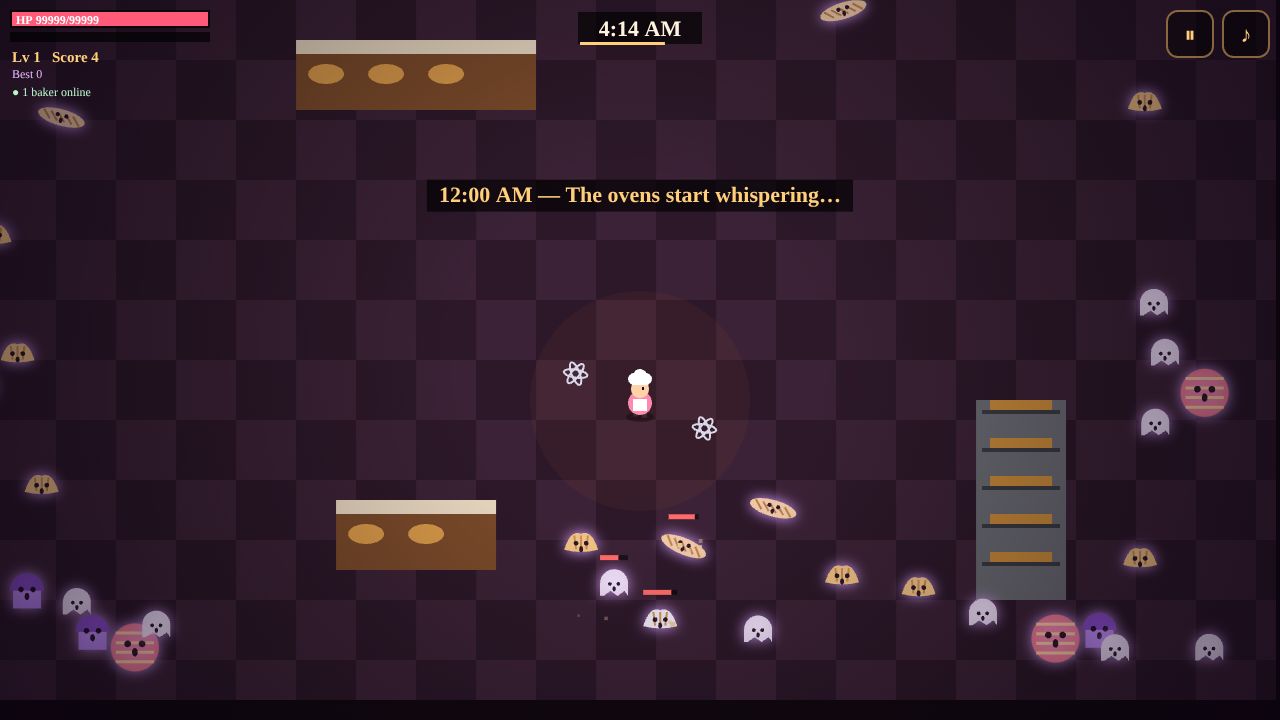 HP 99999/99999
4:14 AM
Lv 1 Score 4
Best 0
● 1 baker online
12:00 AM — The ovens start whispering…